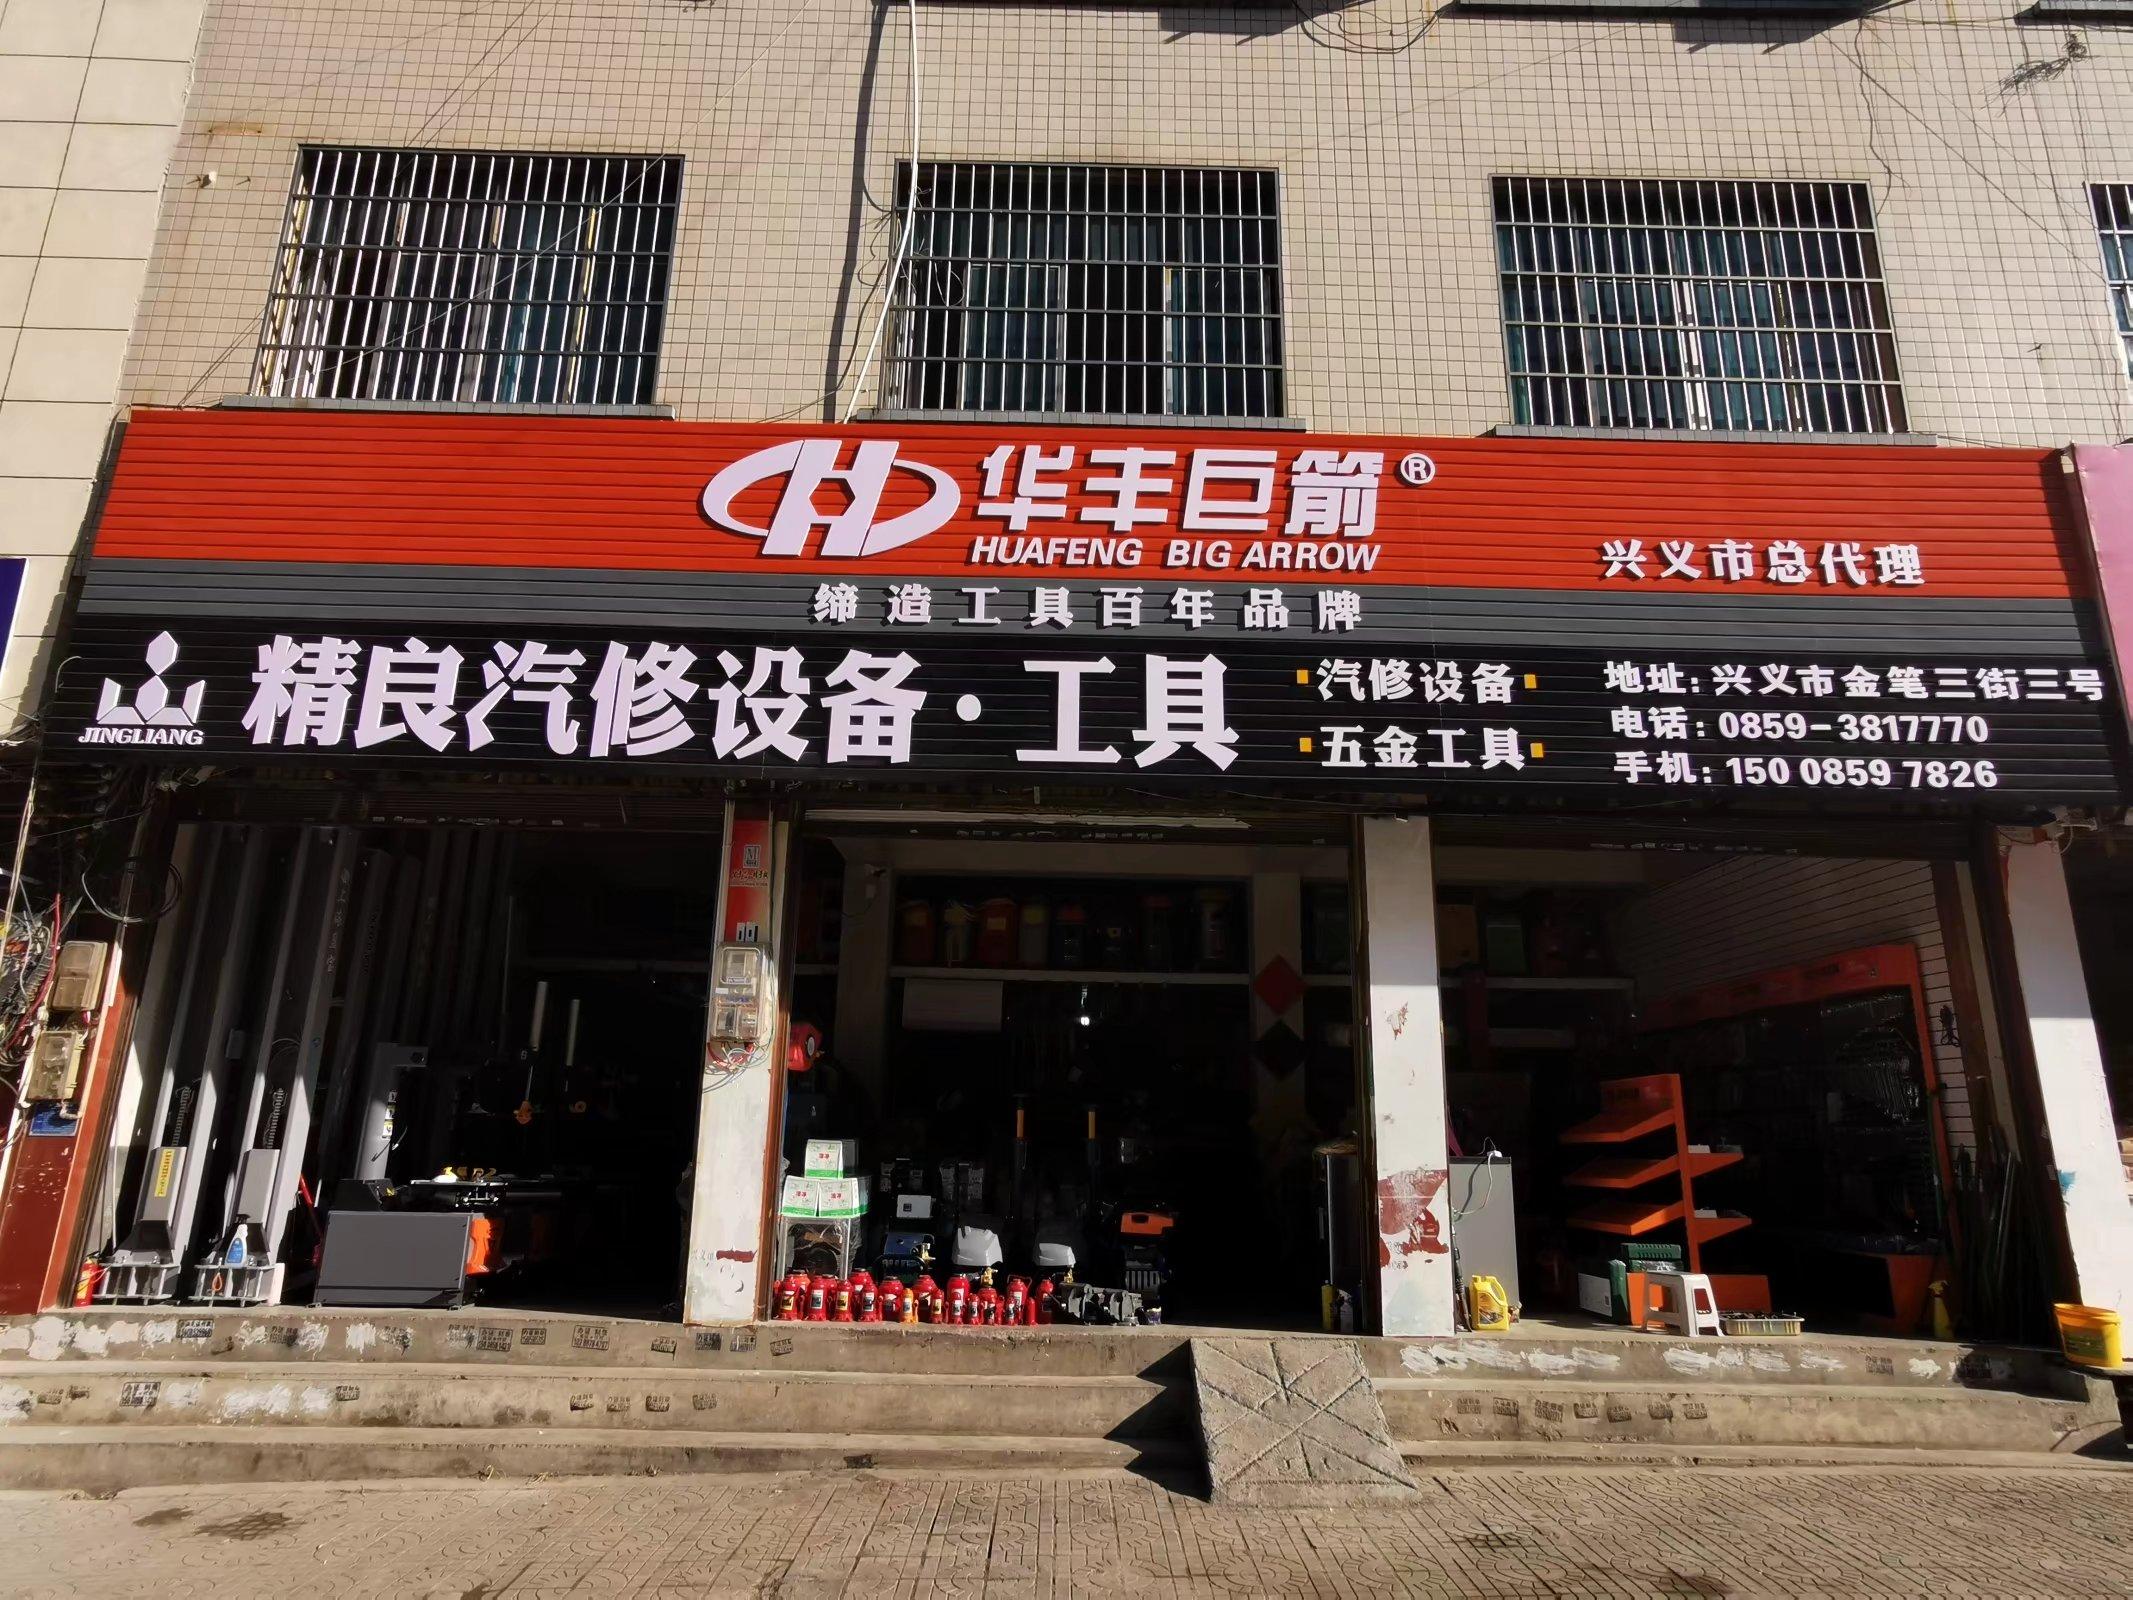 华丰巨箭®
HUAFENG BIG ARROW
兴义市总代理
缔造工具百年品牌
JINGLIANG
精良汽修设备·工具
汽修设备
五金工具
地址:兴义市金笔三街三号
电话:0859-3817770
手机:150 0859 7826